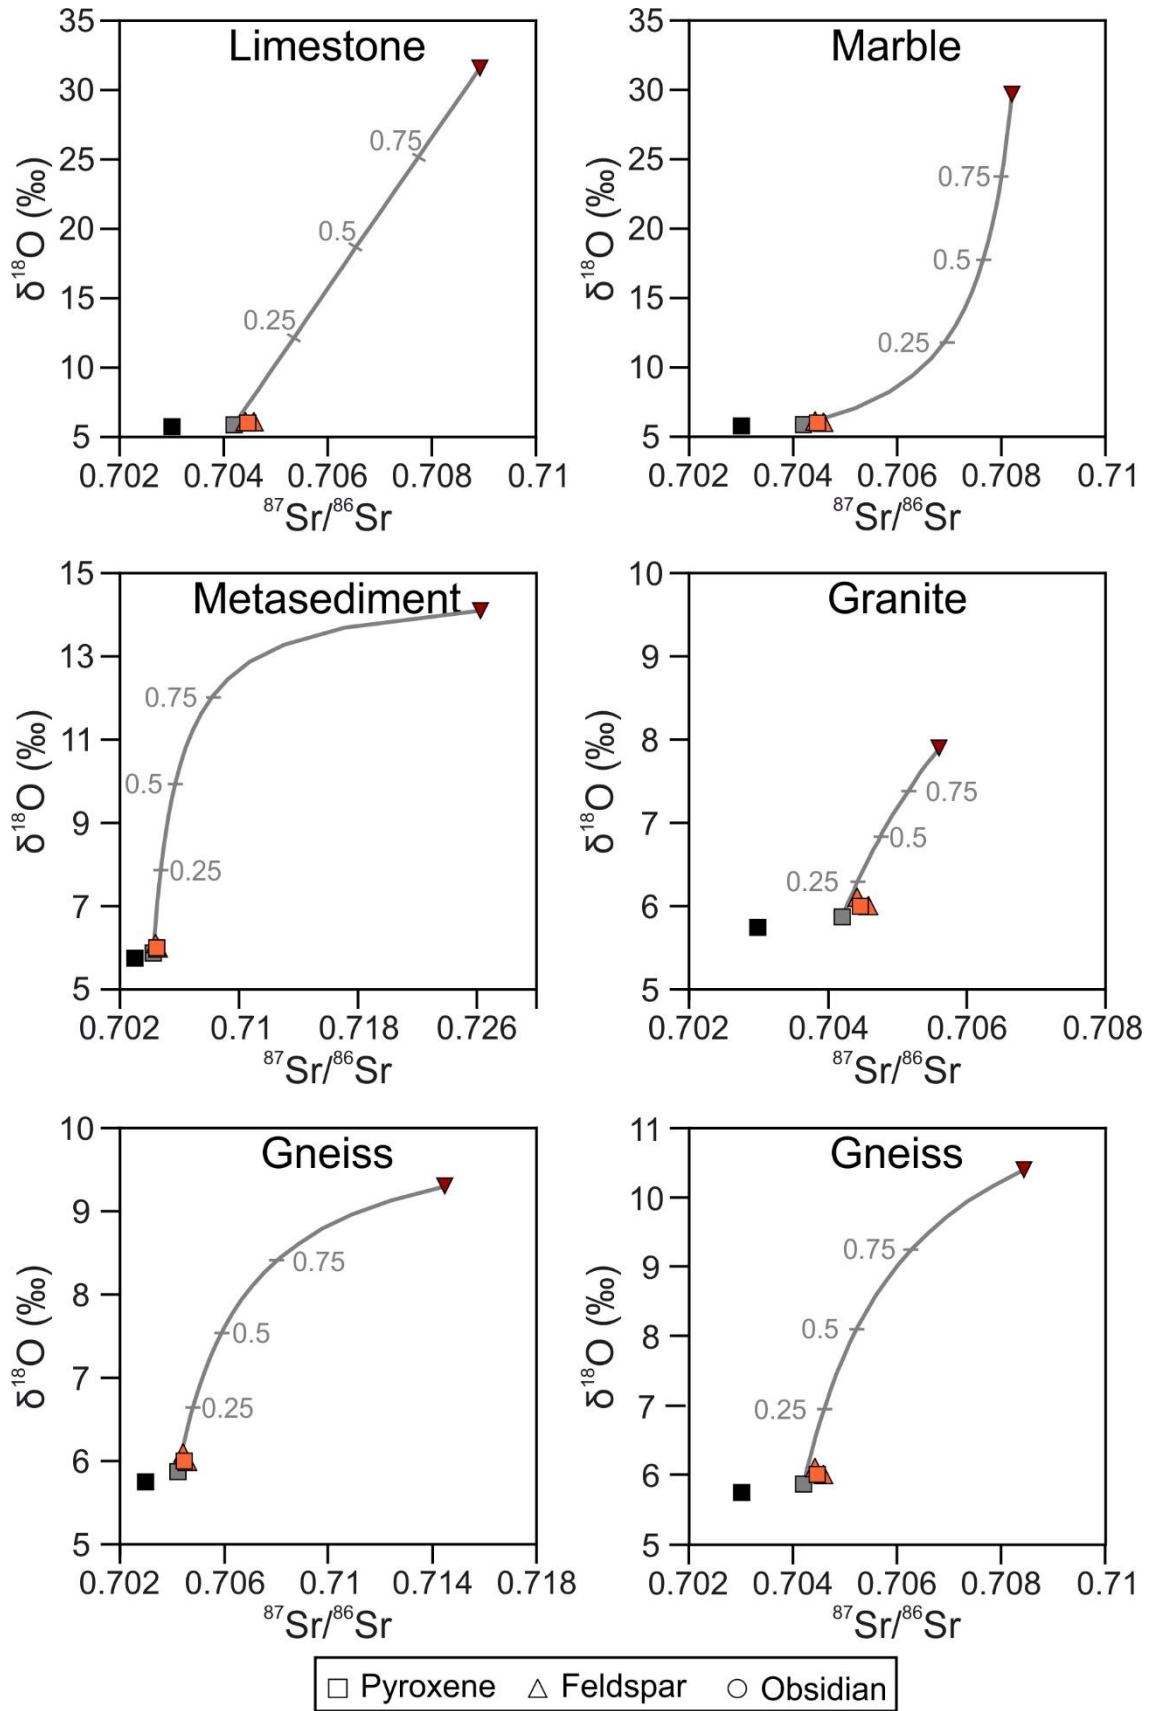 Limestone
35
30
25
20
15
10
5
δ¹⁸O (‰)
0.75
0.5
0.25
0.702 0.704 0.706 0.708 0.71
⁸⁷Sr/⁸⁶Sr
Marble
35
30
25
20
15
10
5
δ¹⁸O (‰)
0.75
0.5
0.25
0.702 0.704 0.706 0.708 0.71
⁸⁷Sr/⁸⁶Sr
Metasediment
15
13
11
9
7
5
δ¹⁸O (‰)
0.75
0.5
0.25
0.702 0.71 0.718 0.726
⁸⁷Sr/⁸⁶Sr
Granite
10
9
8
7
6
5
δ¹⁸O (‰)
0.75
0.5
0.25
0.702 0.704 0.706 0.708
⁸⁷Sr/⁸⁶Sr
Gneiss
10
9
8
7
6
5
δ¹⁸O (‰)
0.75
0.5
0.25
0.702 0.706 0.71 0.714 0.718
⁸⁷Sr/⁸⁶Sr
Gneiss
11
10
9
8
7
6
5
δ¹⁸O (‰)
0.75
0.5
0.25
0.702 0.704 0.706 0.708 0.71
⁸⁷Sr/⁸⁶Sr
Pyroxene Feldspar Obsidian